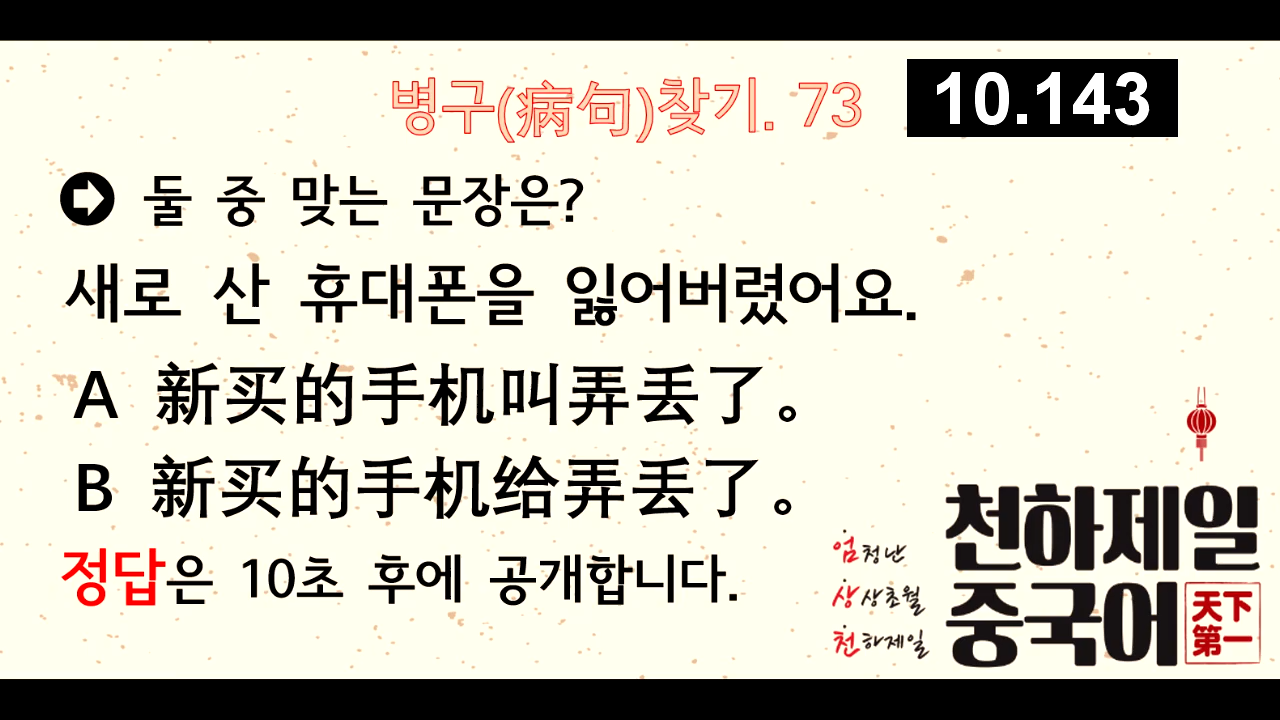 병구(病句)찾기. 73
10.143
둘 중 맞는 문장은?
새로 산 휴대폰을 잃어버렸어요.
A 新买的手机叫弄丢了。
B 新买的手机给弄丢了。
정답은 10초 후에 공개합니다.
엄청난
상상초월
천하제일
천하제일
중국어
天下
第一